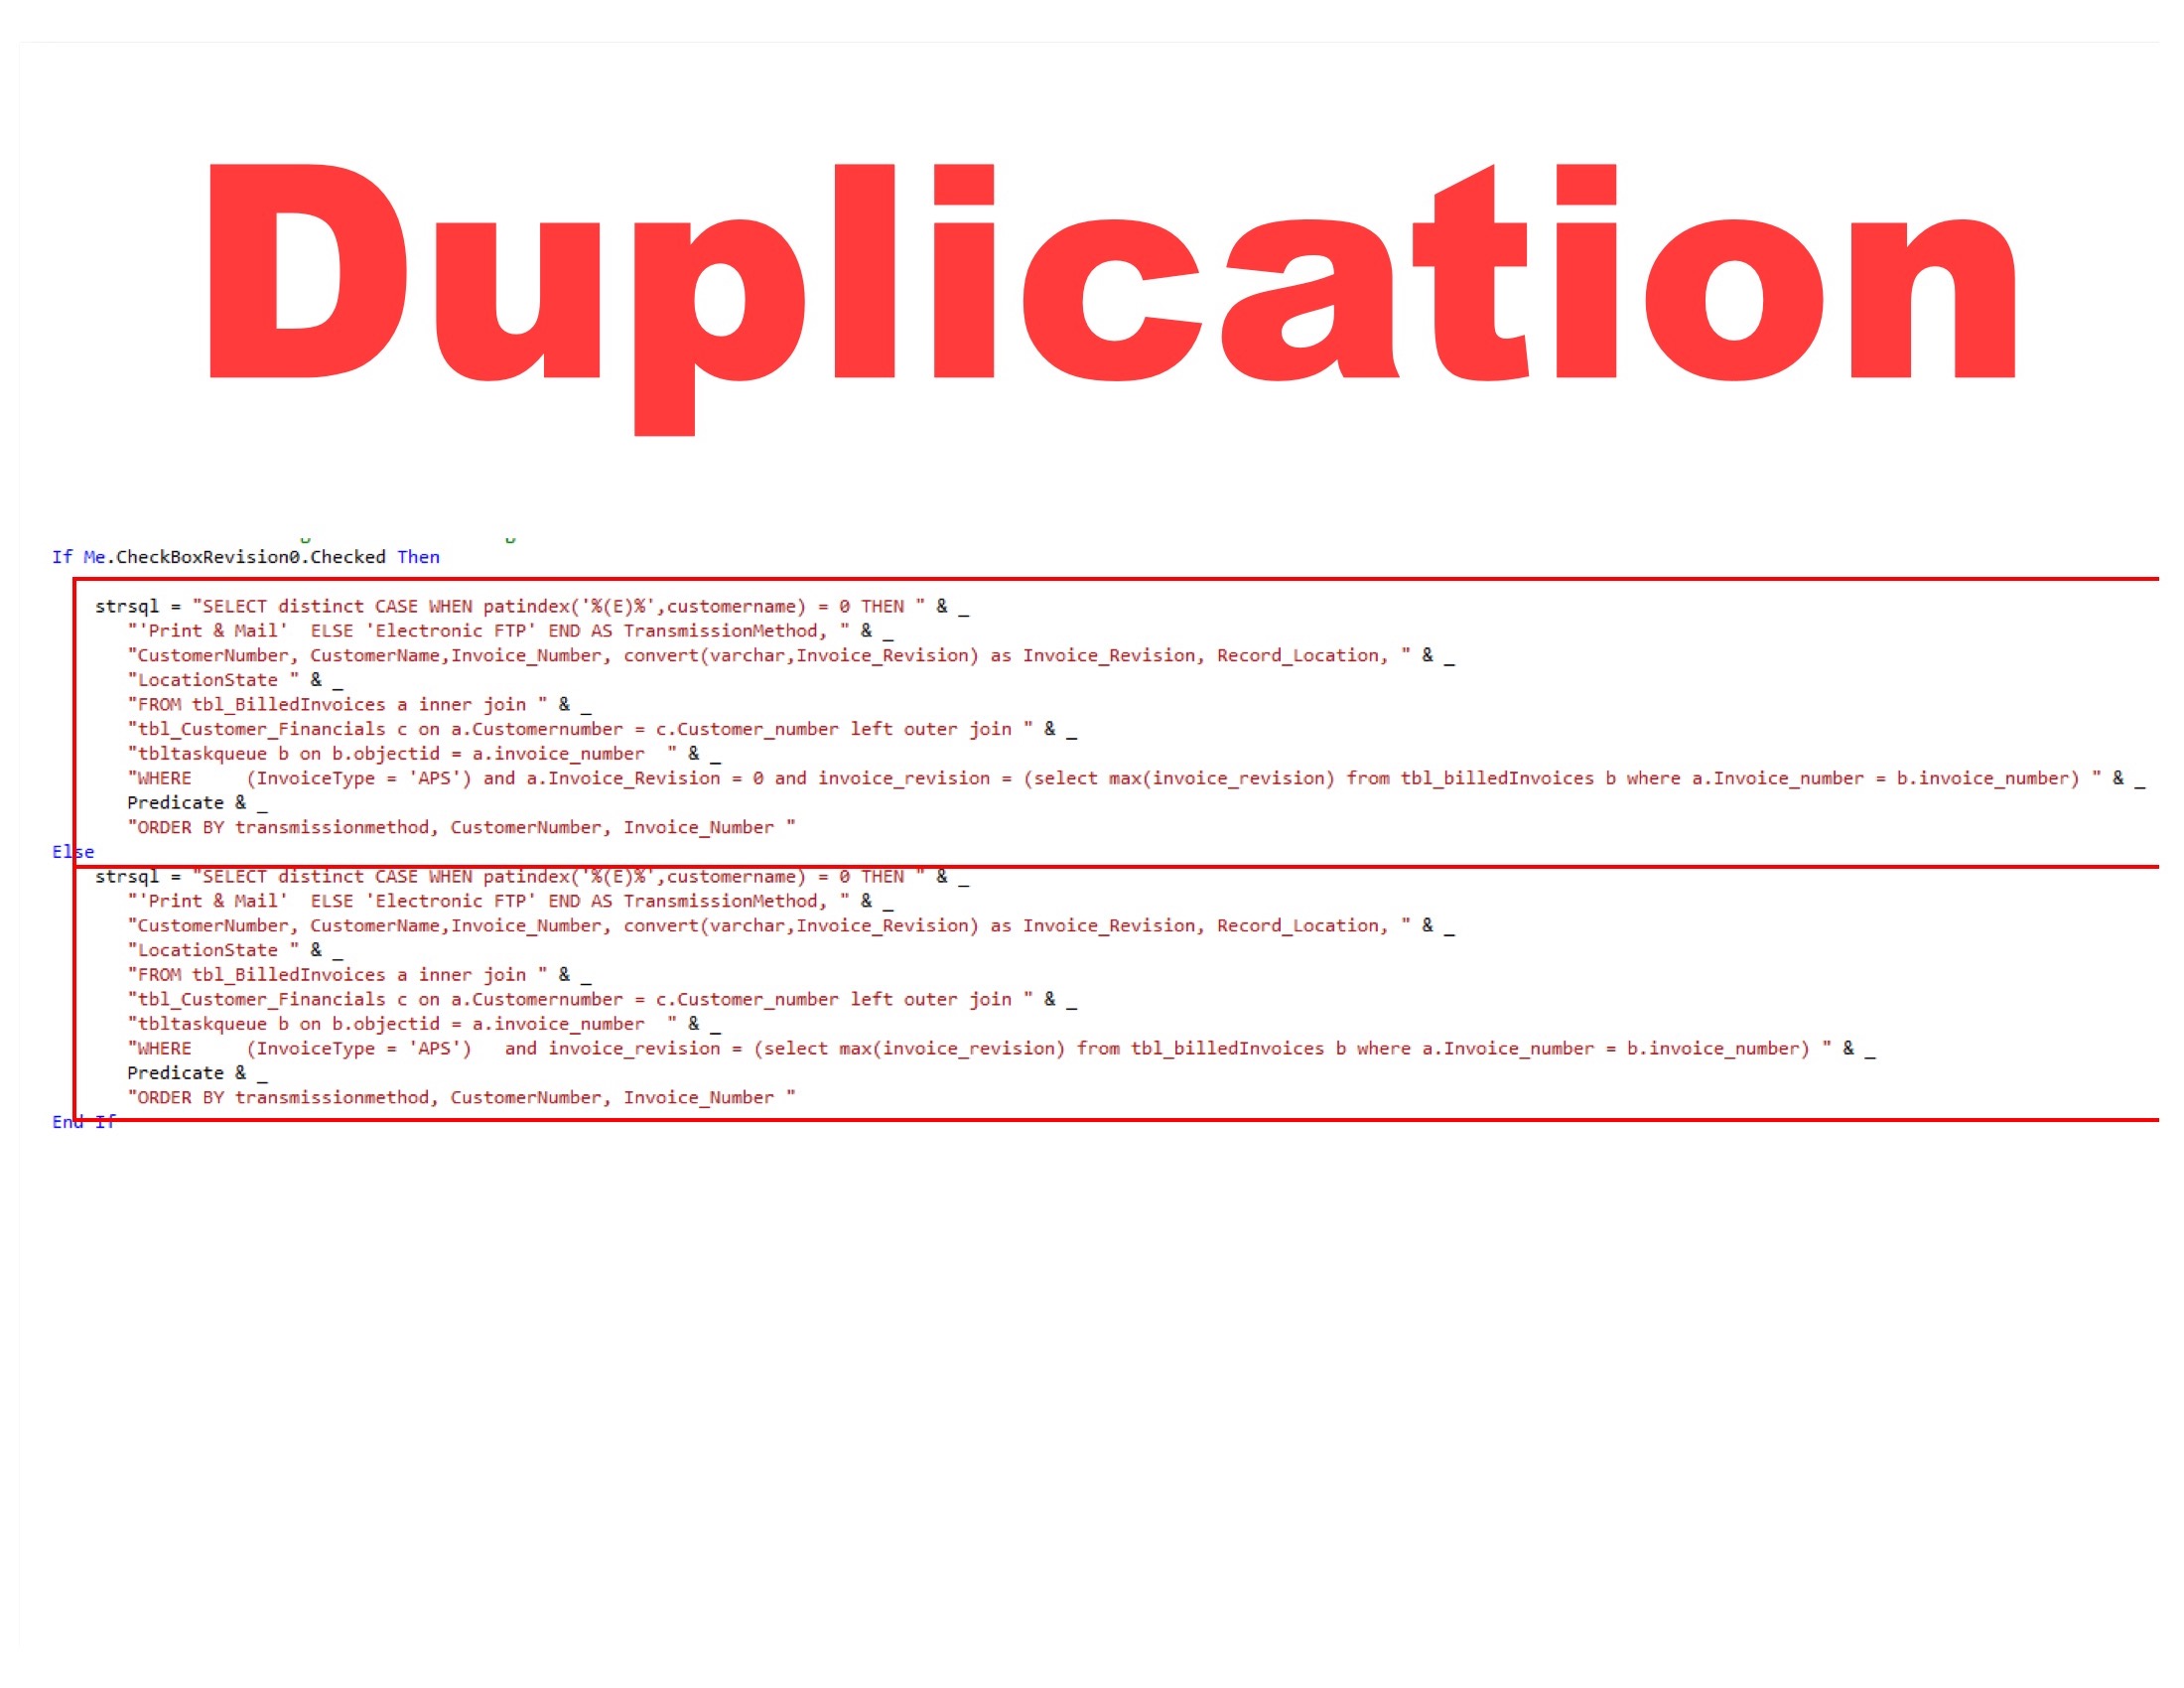 Duplication
If Me.CheckBoxRevision0.Checked Then
strsql = "SELECT distinct CASE WHEN patindex('%(E)%',customername) = 0 THEN " & _
"'Print & Mail'  ELSE 'Electronic FTP' END AS TransmissionMethod, " & _
"CustomerNumber, CustomerName,Invoice_Number, convert(varchar,Invoice_Revision) as Invoice_Revision, Record_Location, " & _
"LocationState " & _
"FROM tbl_BilledInvoices a inner join " & _
"tbl_Customer_Financials c on a.Customernumber = c.Customer_number left outer join " & _
"tbltaskqueue b on b.objectid = a.invoice_number  " & _
"WHERE     (InvoiceType = 'APS') and a.Invoice_Revision = 0 and invoice_revision = (select max(invoice_revision) from tbl_billedInvoices b where a.Invoice_number = b.invoice_number) " & _
Predicate & _
"ORDER BY transmissionmethod, CustomerNumber, Invoice_Number "
Else
strsql = "SELECT distinct CASE WHEN patindex('%(E)%',customername) = 0 THEN " & _
"'Print & Mail'  ELSE 'Electronic FTP' END AS TransmissionMethod, " & _
"CustomerNumber, CustomerName,Invoice_Number, convert(varchar,Invoice_Revision) as Invoice_Revision, Record_Location, " & _
"LocationState " & _
"FROM tbl_BilledInvoices a inner join " & _
"tbl_Customer_Financials c on a.Customernumber = c.Customer_number left outer join " & _
"tbltaskqueue b on b.objectid = a.invoice_number  " & _
"WHERE     (InvoiceType = 'APS')   and invoice_revision = (select max(invoice_revision) from tbl_billedInvoices b where a.Invoice_number = b.invoice_number) " & _
Predicate & _
"ORDER BY transmissionmethod, CustomerNumber, Invoice_Number "
End If